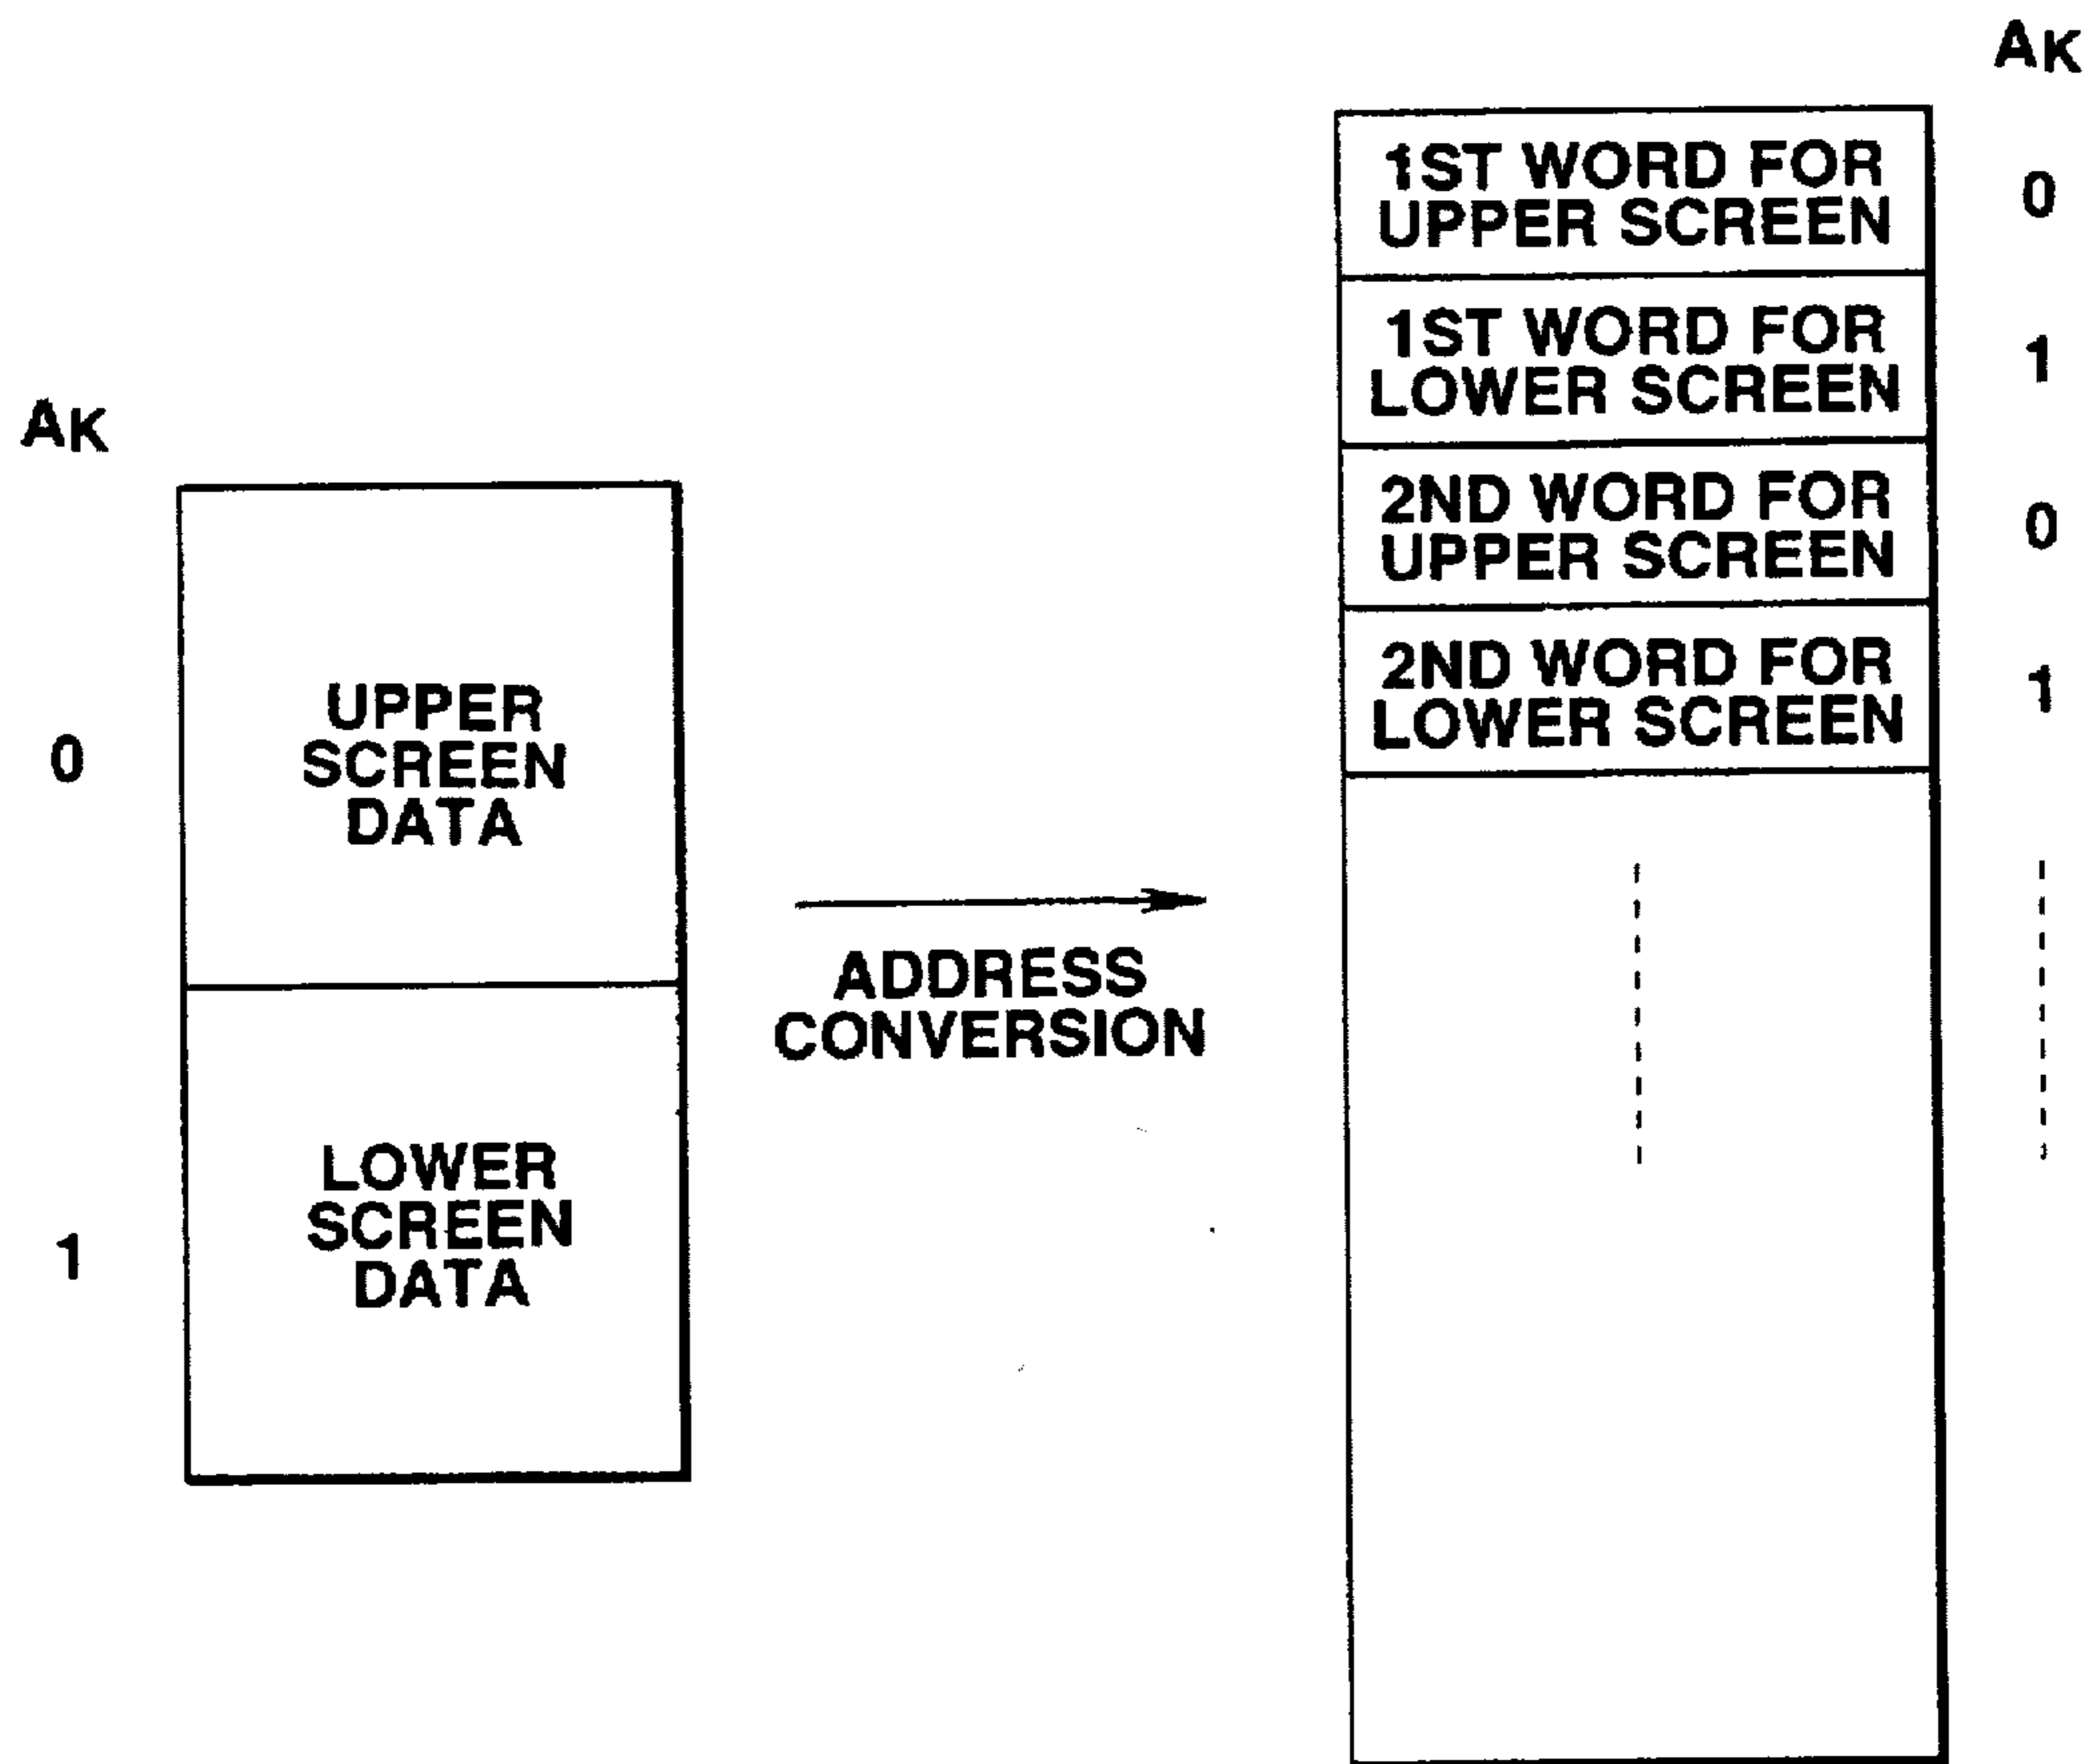 AK
0
UPPER
SCREEN
DATA
1
LOWER
SCREEN
DATA
ADDRESS
CONVERSION
AK
1ST WORD FOR
UPPER SCREEN
0
1ST WORD FOR
LOWER SCREEN
1
2ND WORD FOR
UPPER SCREEN
0
2ND WORD FOR
LOWER SCREEN
1